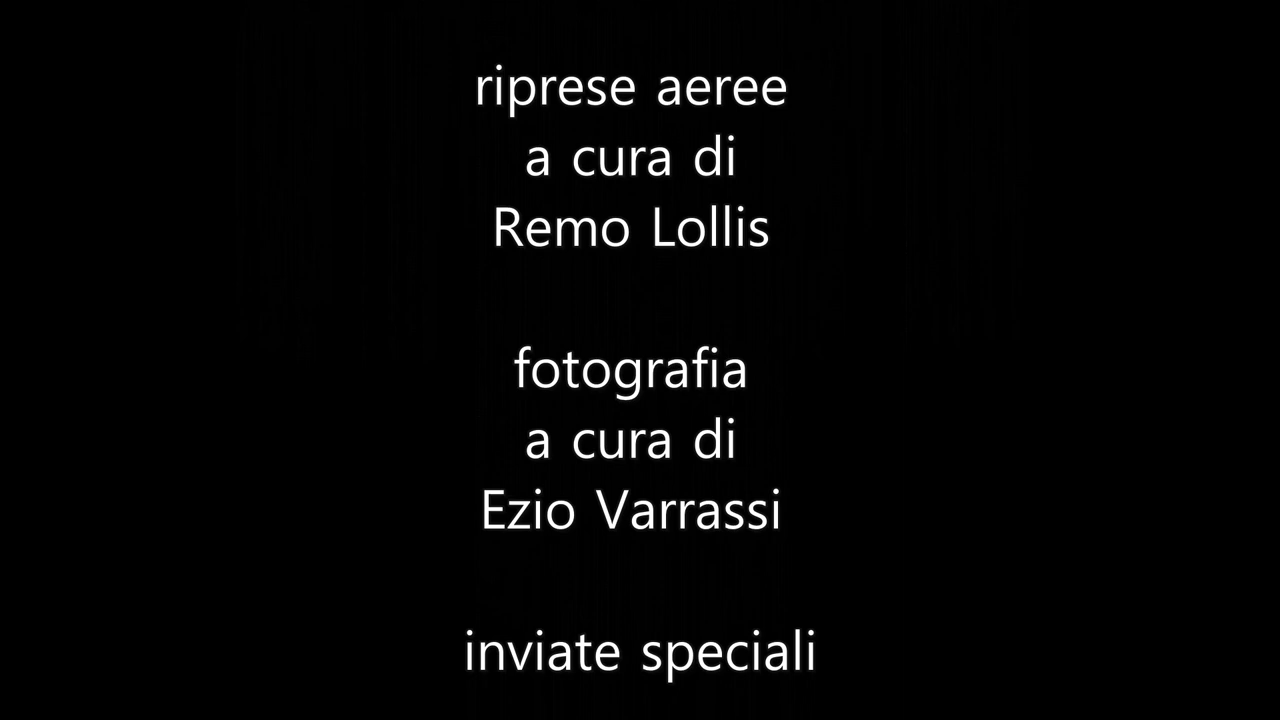 riprese aeree
a cura di
Remo Lollis
fotografia
a cura di
Ezio Varrassi
inviate speciali